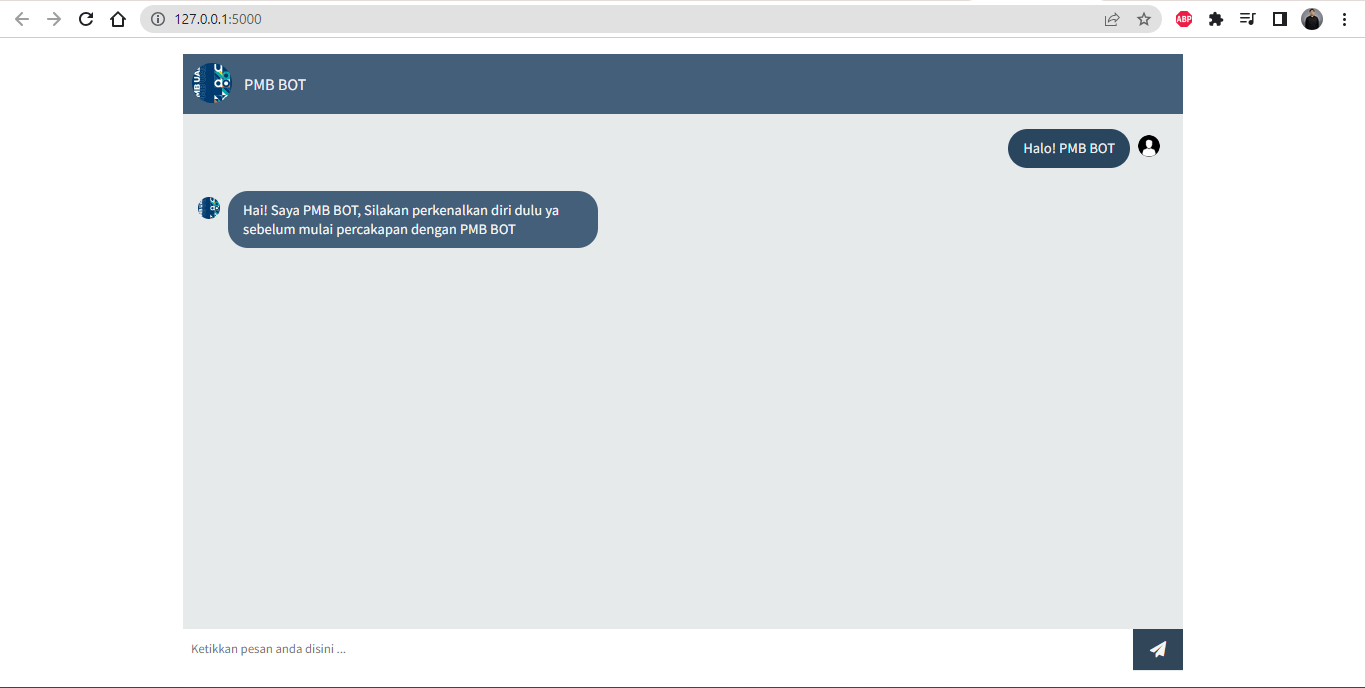 127.0.0.1:5000
ABP
PMB BOT
Halo! PMB BOT
Hai! Saya PMB BOT, Silakan perkenalkan diri dulu ya
sebelum mulai percakapan dengan PMB BOT
Ketikkan pesan anda disini ...